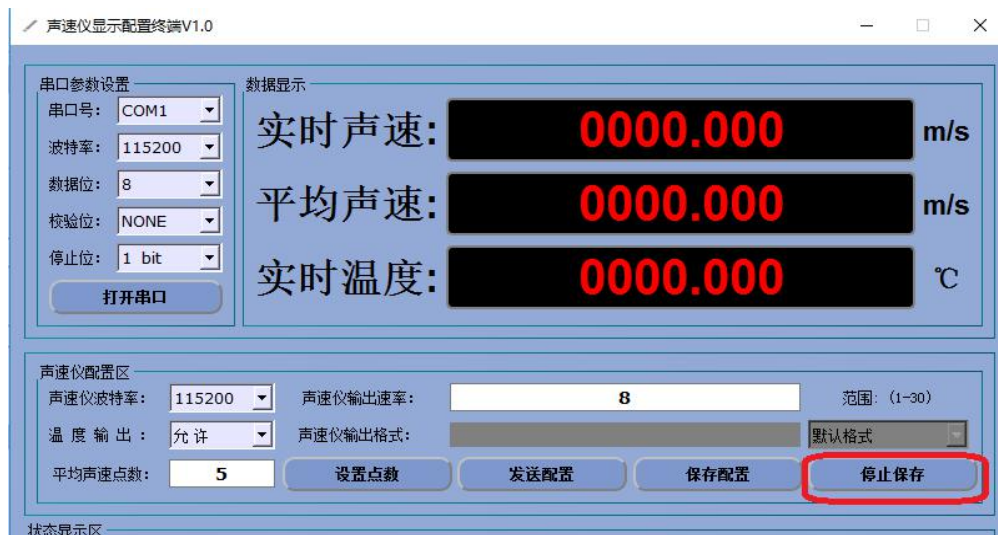 声速仪显示配置终端V1.0
串口参数设置
串口号: COM1
波特率: 115200
数据位: 8
校验位: NONE
停止位: 1 bit
打开串口
数据显示
实时声速: 0000.000 m/s
平均声速: 0000.000 m/s
实时温度: 0000.000 ℃
声速仪配置区
声速仪波特率: 115200 声速仪输出速率: 8 范围:(1-30)
温度输出: 允许 声速仪输出格式: 默认格式
平均声速点数: 5 设置点数 发送配置 保存配置 停止保存
状态显示区